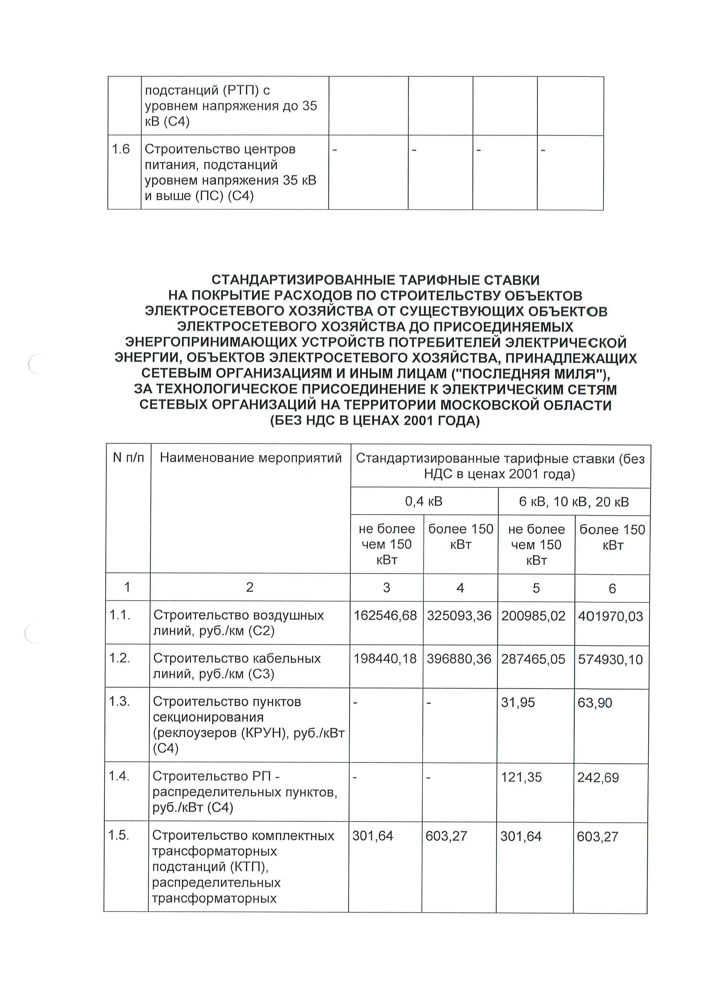 подстанций (РТП) с
уровнем напряжения до 35
кВ (С4)
1.6 Строительство центров - - - -
питания, подстанций
уровнем напряжения 35 кВ
и выше (ПС) (С4)
СТАНДАРТИЗИРОВАННЫЕ ТАРИФНЫЕ СТАВКИ
НА ПОКРЫТИЕ РАСХОДОВ ПО СТРОИТЕЛЬСТВУ ОБЪЕКТОВ
ЭЛЕКТРОСЕТЕВОГО ХОЗЯЙСТВА ОТ СУЩЕСТВУЮЩИХ ОБЪЕКТОВ
ЭЛЕКТРОСЕТЕВОГО ХОЗЯЙСТВА ДО ПРИСОЕДИНЯЕМЫХ
ЭНЕРГОПРИНИМАЮЩИХ УСТРОЙСТВ ПОТРЕБИТЕЛЕЙ ЭЛЕКТРИЧЕСКОЙ
ЭНЕРГИИ, ОБЪЕКТОВ ЭЛЕКТРОСЕТЕВОГО ХОЗЯЙСТВА, ПРИНАДЛЕЖАЩИХ
СЕТЕВЫМ ОРГАНИЗАЦИЯМ И ИНЫМ ЛИЦАМ ("ПОСЛЕДНЯЯ МИЛЯ"),
ЗА ТЕХНОЛОГИЧЕСКОЕ ПРИСОЕДИНЕНИЕ К ЭЛЕКТРИЧЕСКИМ СЕТЯМ
СЕТЕВЫХ ОРГАНИЗАЦИЙ НА ТЕРРИТОРИИ МОСКОВСКОЙ ОБЛАСТИ
(БЕЗ НДС В ЦЕНАХ 2001 ГОДА)
N п/п Наименование мероприятий Стандартизированные тарифные ставки (без
НДС в ценах 2001 года)
0,4 кВ 6 кВ, 10 кВ, 20 кВ
не более более 150 не более более 150
чем 150 кВт чем 150 кВт
кВт кВт
1 2 3 4 5 6
1.1. Строительство воздушных 162546,68 325093,36 200985,02 401970,03
линий, руб./км (С2)
1.2. Строительство кабельных 198440,18 396880,36 287465,05 574930,10
линий, руб./км (С3)
1.3. Строительство пунктов - - 31,95 63,90
секционирования
(реклоузеров (КРУН), руб./кВт
(С4)
1.4. Строительство РП - - - 121,35 242,69
распределительных пунктов,
руб./кВт (С4)
1.5. Строительство комплектных 301,64 603,27 301,64 603,27
трансформаторных
подстанций (КТП),
распределительных
трансформаторных